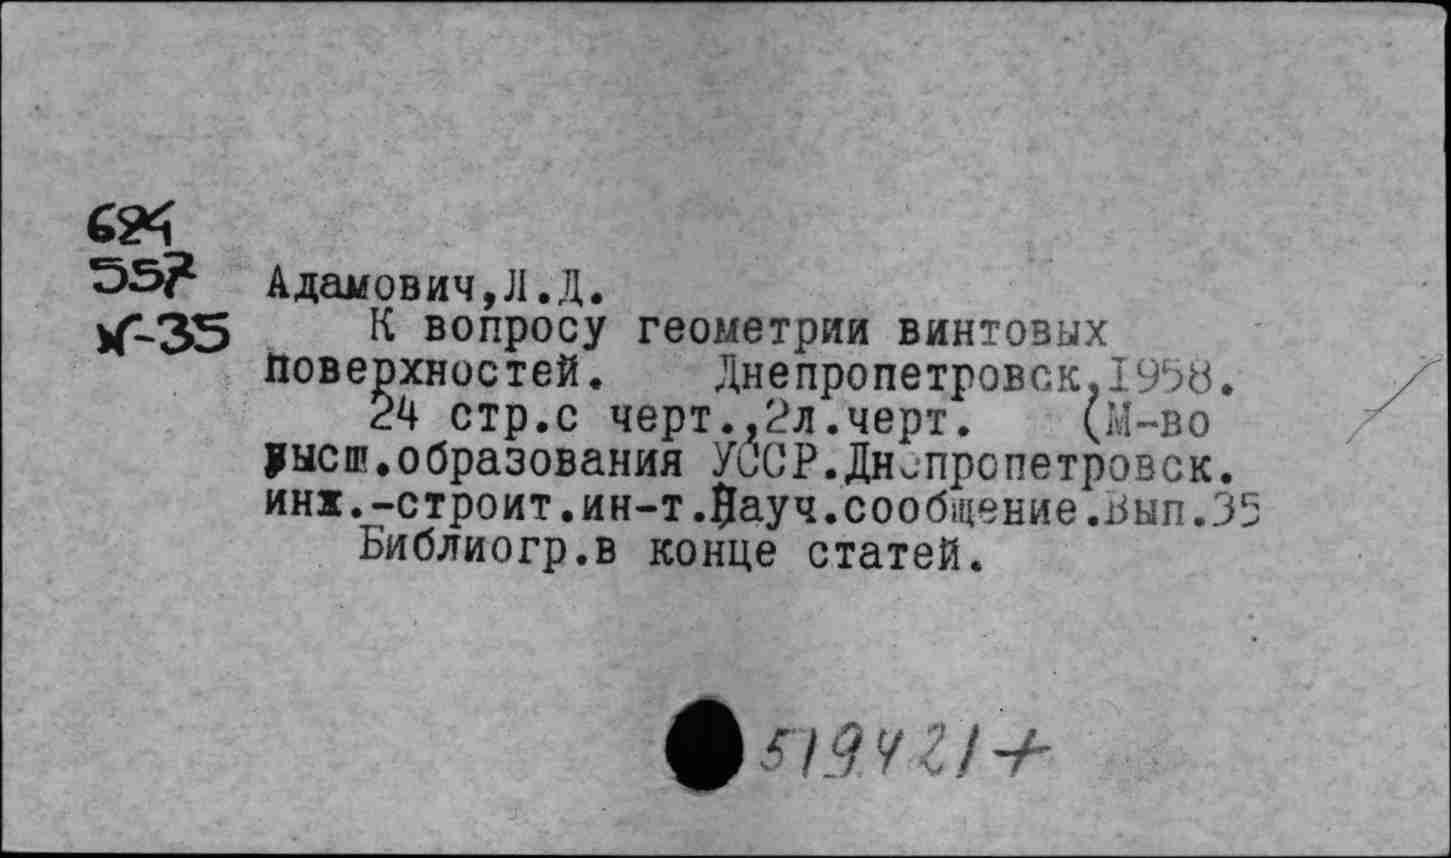 624
557 Адамович,Л.Д.
К-35 К вопросу геометрии винтовых
поверхностей. Днепропетровск,1958.
24 стр.с черт.,2л.черт. (М-во
высш.образования УССР.Днепропетровск.
инж.-строит.ин-т.Науч.сообщение.Вып.35
Библиогр.в конце статей.
519421+